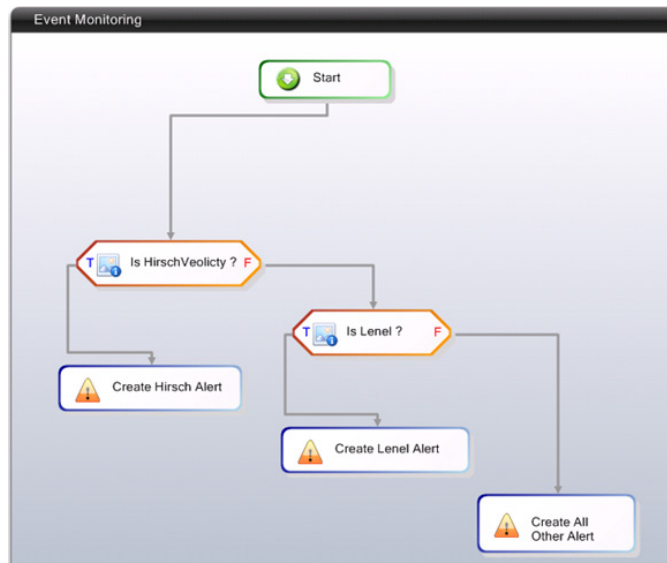 Event Monitoring
Start
T Is HirschVeolicty ? F
T Is Lenel ? F
Create Hirsch Alert
Create Lenel Alert
Create All
Other Alert